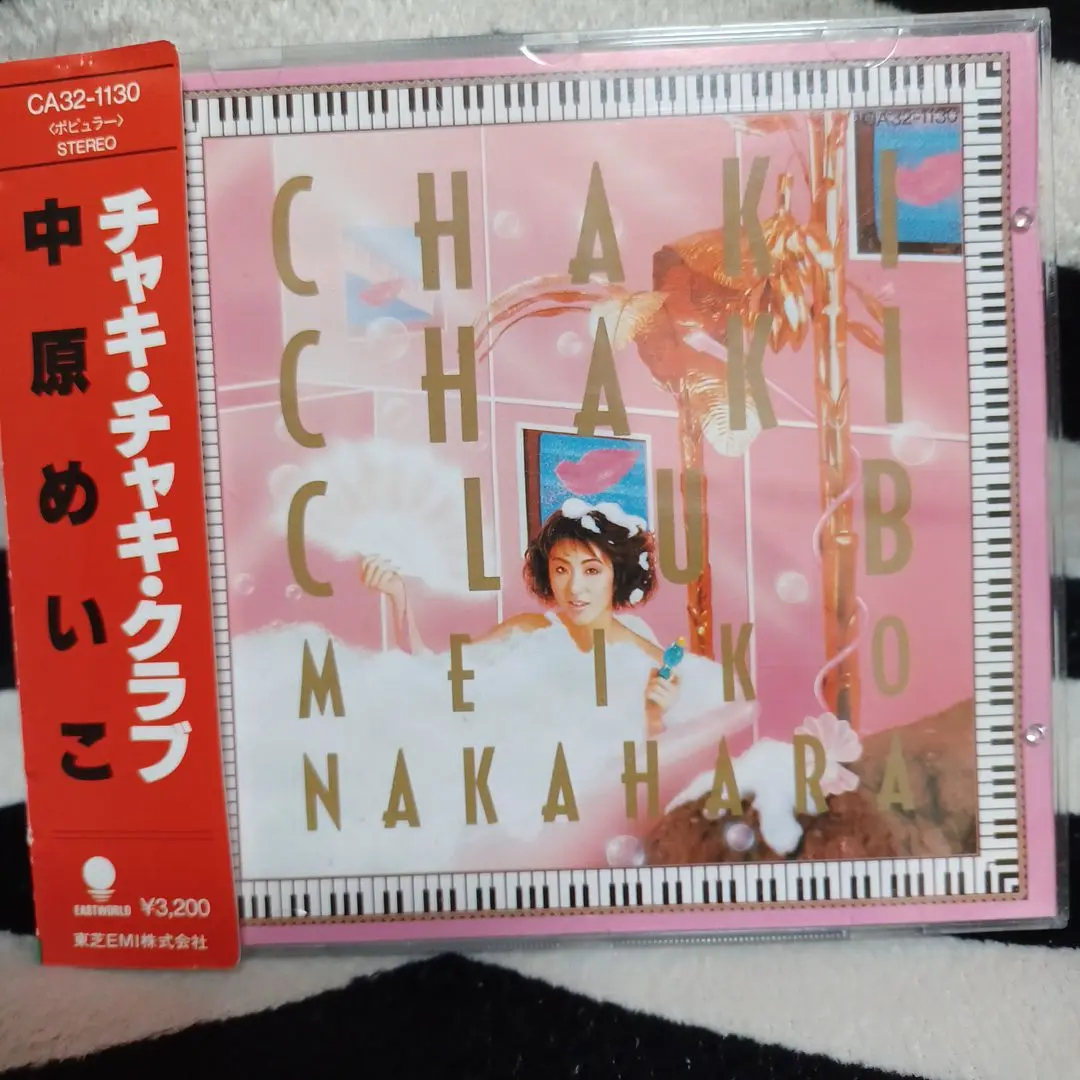 CA32-1130
〈ポピュラー〉
STEREO
チャキ・チャキ・クラブ
中原めいこ
EASTWORLD ¥3,200
東芝EMI株式会社
CA32-1130
CHAKI
CHAKI
CLUB
MEIKO
NAKAHARA